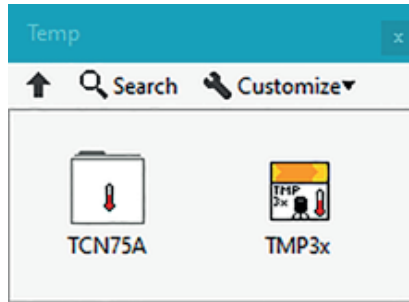 Temp x
Search Customize
TMP
3x
TCN75A TMP3x